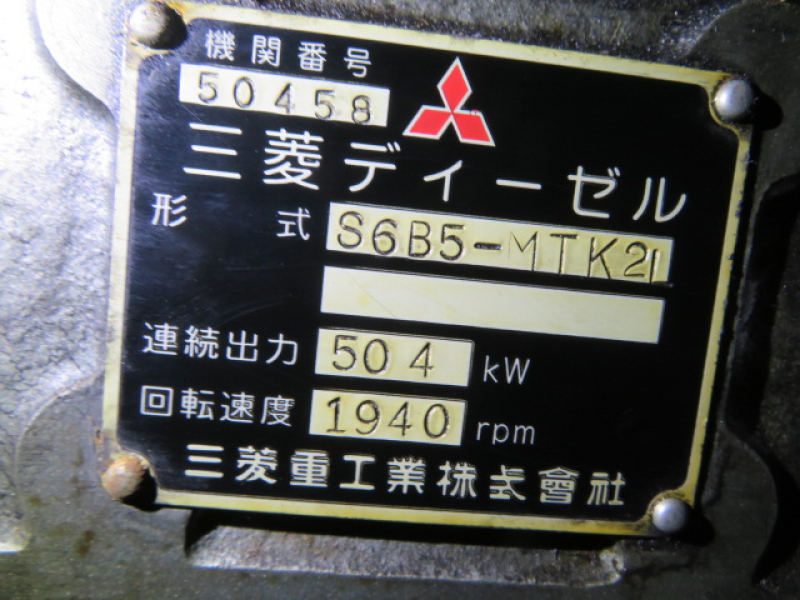 機関番号
50458
三菱ディーゼル
形式 S6B5-MTK2L
連続出力 504 kW
回転速度 1940 rpm
三菱重工業株式會社